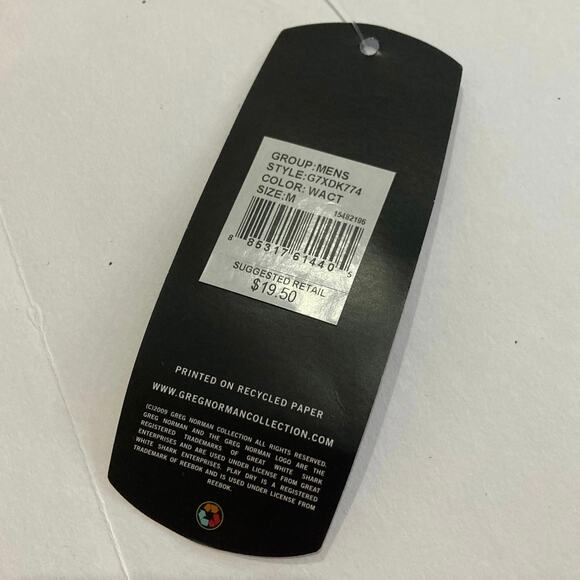 GROUP:MENS
STYLE:G7XDK774
COLOR: WACT
SIZE:M 15482196
8 85317 61440 5
SUGGESTED RETAIL
$19.50
PRINTED ON RECYCLED PAPER
WWW.GREGNORMANCOLLECTION.COM
(C)2009 GREG NORMAN COLLECTION ALL RIGHTS RESERVED.
GREG NORMAN AND THE GREG NORMAN LOGO ARE THE
REGISTERED TRADEMARKS OF GREAT WHITE SHARK
ENTERPRISES AND ARE USED UNDER LICENSE FROM GREAT
WHITE SHARK ENTERPRISES. PLAY DRY IS A REGISTERED
TRADEMARK OF REEBOK AND IS USED UNDER LICENSE FROM
REEBOK.